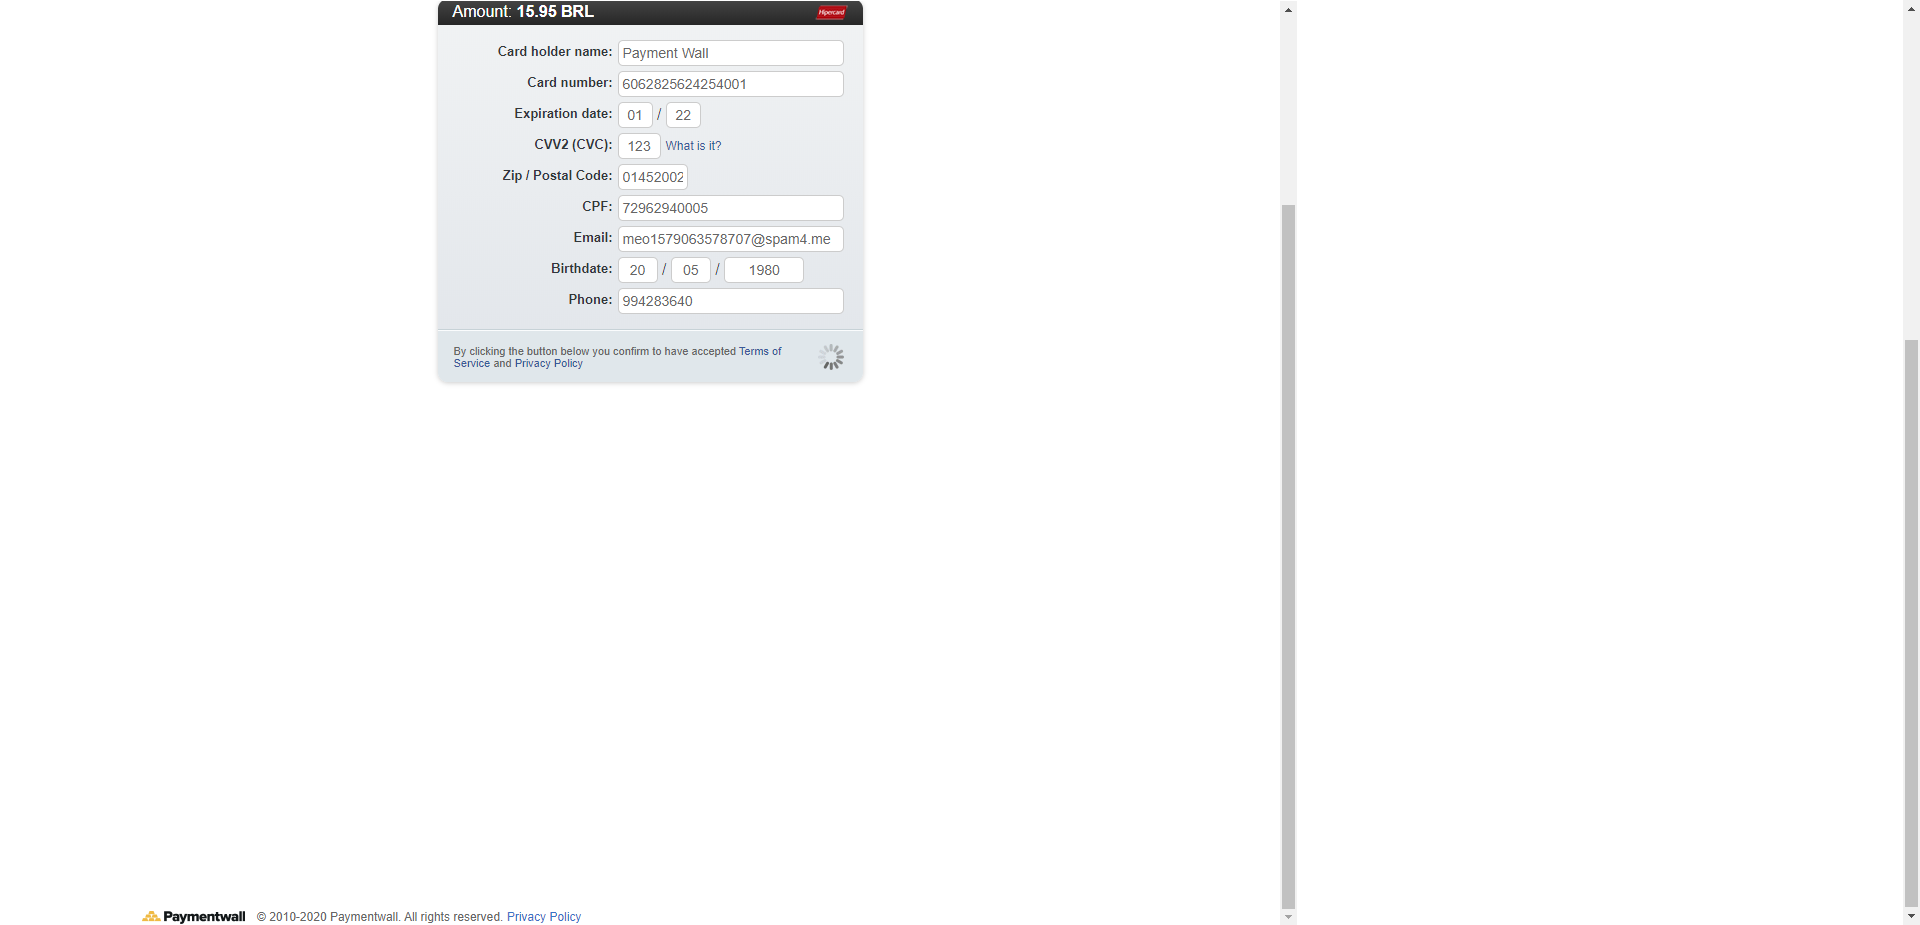 Amount: 15.95 BRL
Hipercard
Card holder name: Payment Wall
Card number: 6062825624254001
Expiration date: 01 / 22
CVV2 (CVC): 123 What is it?
Zip / Postal Code: 01452002
CPF: 72962940005
Email: meo1579063578707@spam4.me
Birthdate: 20 / 05 / 1980
Phone: 994283640
By clicking the button below you confirm to have accepted Terms of
Service and Privacy Policy
Paymentwall © 2010-2020 Paymentwall. All rights reserved. Privacy Policy